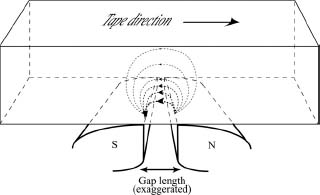 Tape direction
S
N
Gap length
(exaggerated)